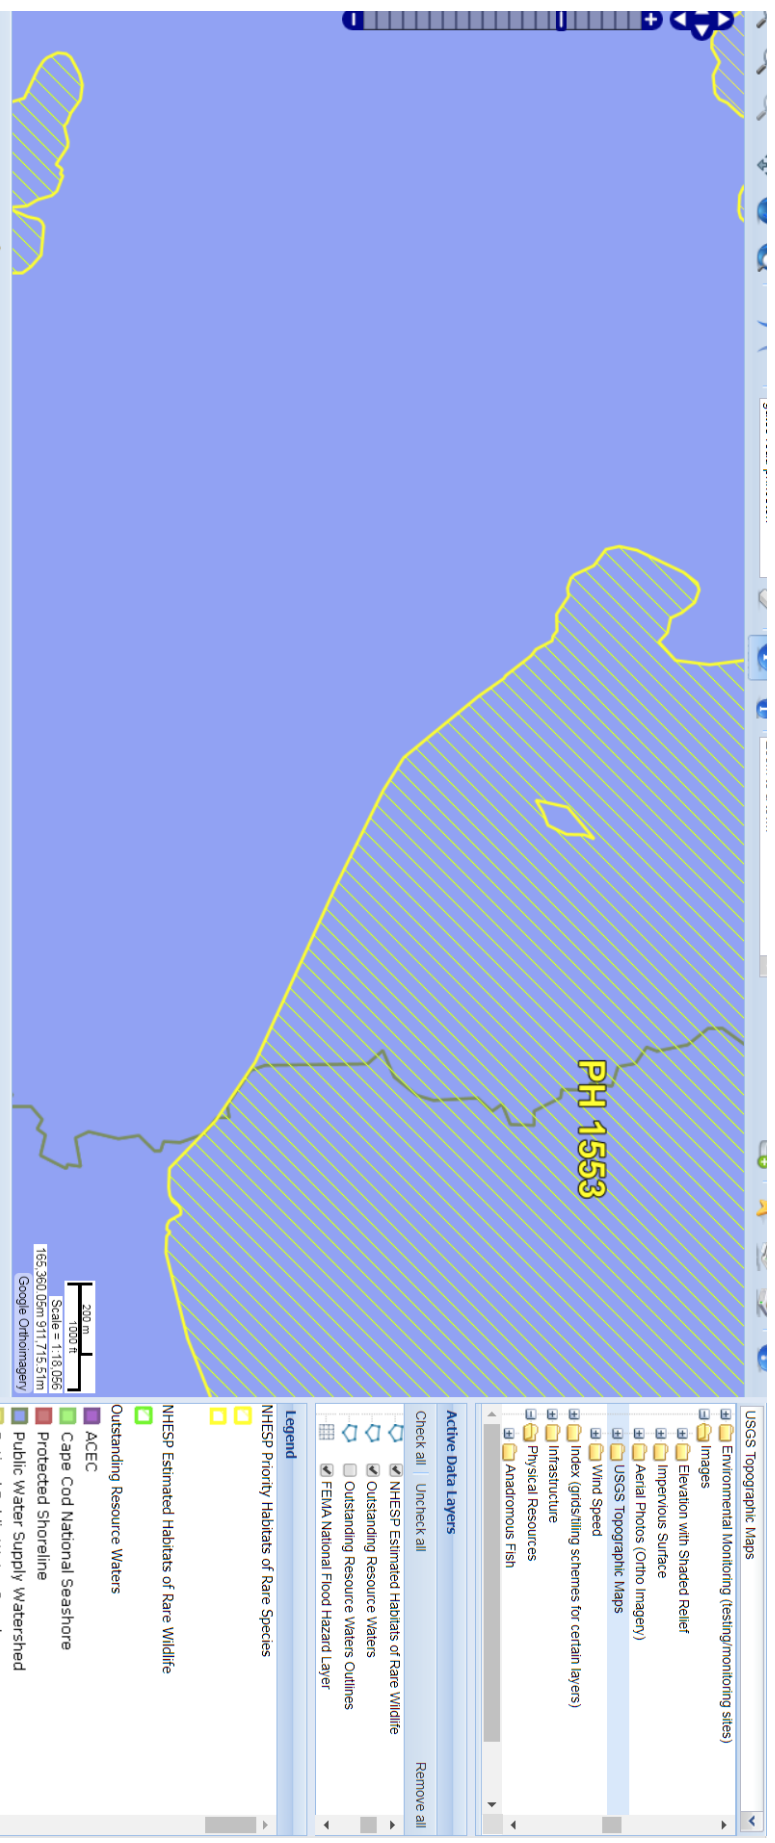 PH 1553
200 m
1000 ft
Scale = 1:18,056
165,360.05m 911,715.51m
Google Orthoimagery
USGS Topographic Maps
Environmental Monitoring (testing/monitoring sites)
Images
Elevation with Shaded Relief
Impervious Surface
Aerial Photos (Ortho Imagery)
USGS Topographic Maps
Wind Speed
Index (grids/tiling schemes for certain layers)
Infrastructure
Physical Resources
Anadromous Fish
Active Data Layers
Check all | Uncheck all Remove all
NHESP Estimated Habitats of Rare Wildlife
Outstanding Resource Waters
Outstanding Resource Waters Outlines
FEMA National Flood Hazard Layer
Legend
NHESP Priority Habitats of Rare Species
NHESP Estimated Habitats of Rare Wildlife
Outstanding Resource Waters
ACEC
Cape Cod National Seashore
Protected Shoreline
Public Water Supply Watershed